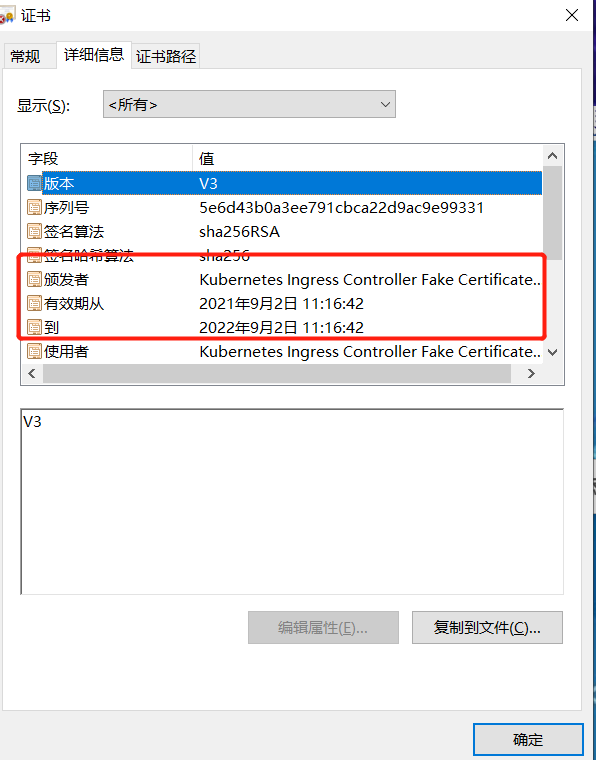 证书
常规 详细信息 证书路径
显示(S): <所有>
字段 值
版本 V3
序列号 5e6d43b0a3ee791cbca22d9ac9e99331
签名算法 sha256RSA
签名哈希算法 sha256
颁发者 Kubernetes Ingress Controller Fake Certificate..
有效期从 2021年9月2日 11:16:42
到 2022年9月2日 11:16:42
使用者 Kubernetes Ingress Controller Fake Certificate..
V3
编辑属性(E)... 复制到文件(C)...
确定